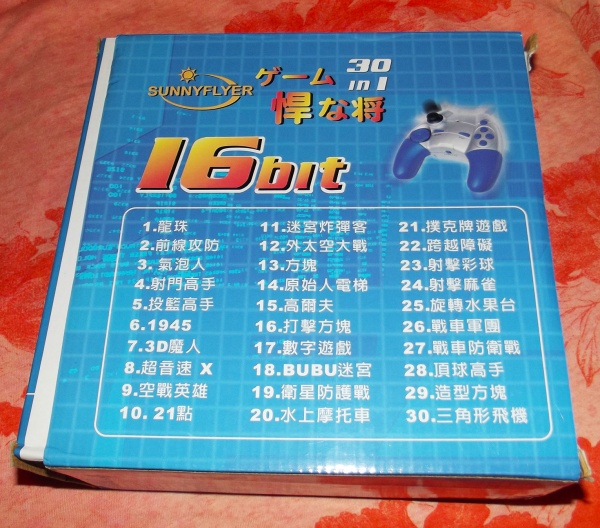 SUNNYFLYER
ゲーム
30
in 1
悍な将
16bit
1.龍珠
2.前線攻防
3.氣泡人
4.射門高手
5.投籃高手
6.1945
7.3D魔人
8.超音速 X
9.空戰英雄
10. 21點
11.迷宮炸彈客
12.外太空大戰
13.方塊
14.原始人電梯
15.高爾夫
16.打擊方塊
17.數字遊戲
18.BUBU迷宮
19.衛星防護戰
20.水上摩托車
21.撲克牌遊戲
22.跨越障礙
23.射擊彩球
24.射擊麻雀
25.旋轉水果台
26.戰車軍團
27.戰車防衛戰
28.頂球高手
29.造型方塊
30.三角形飛機